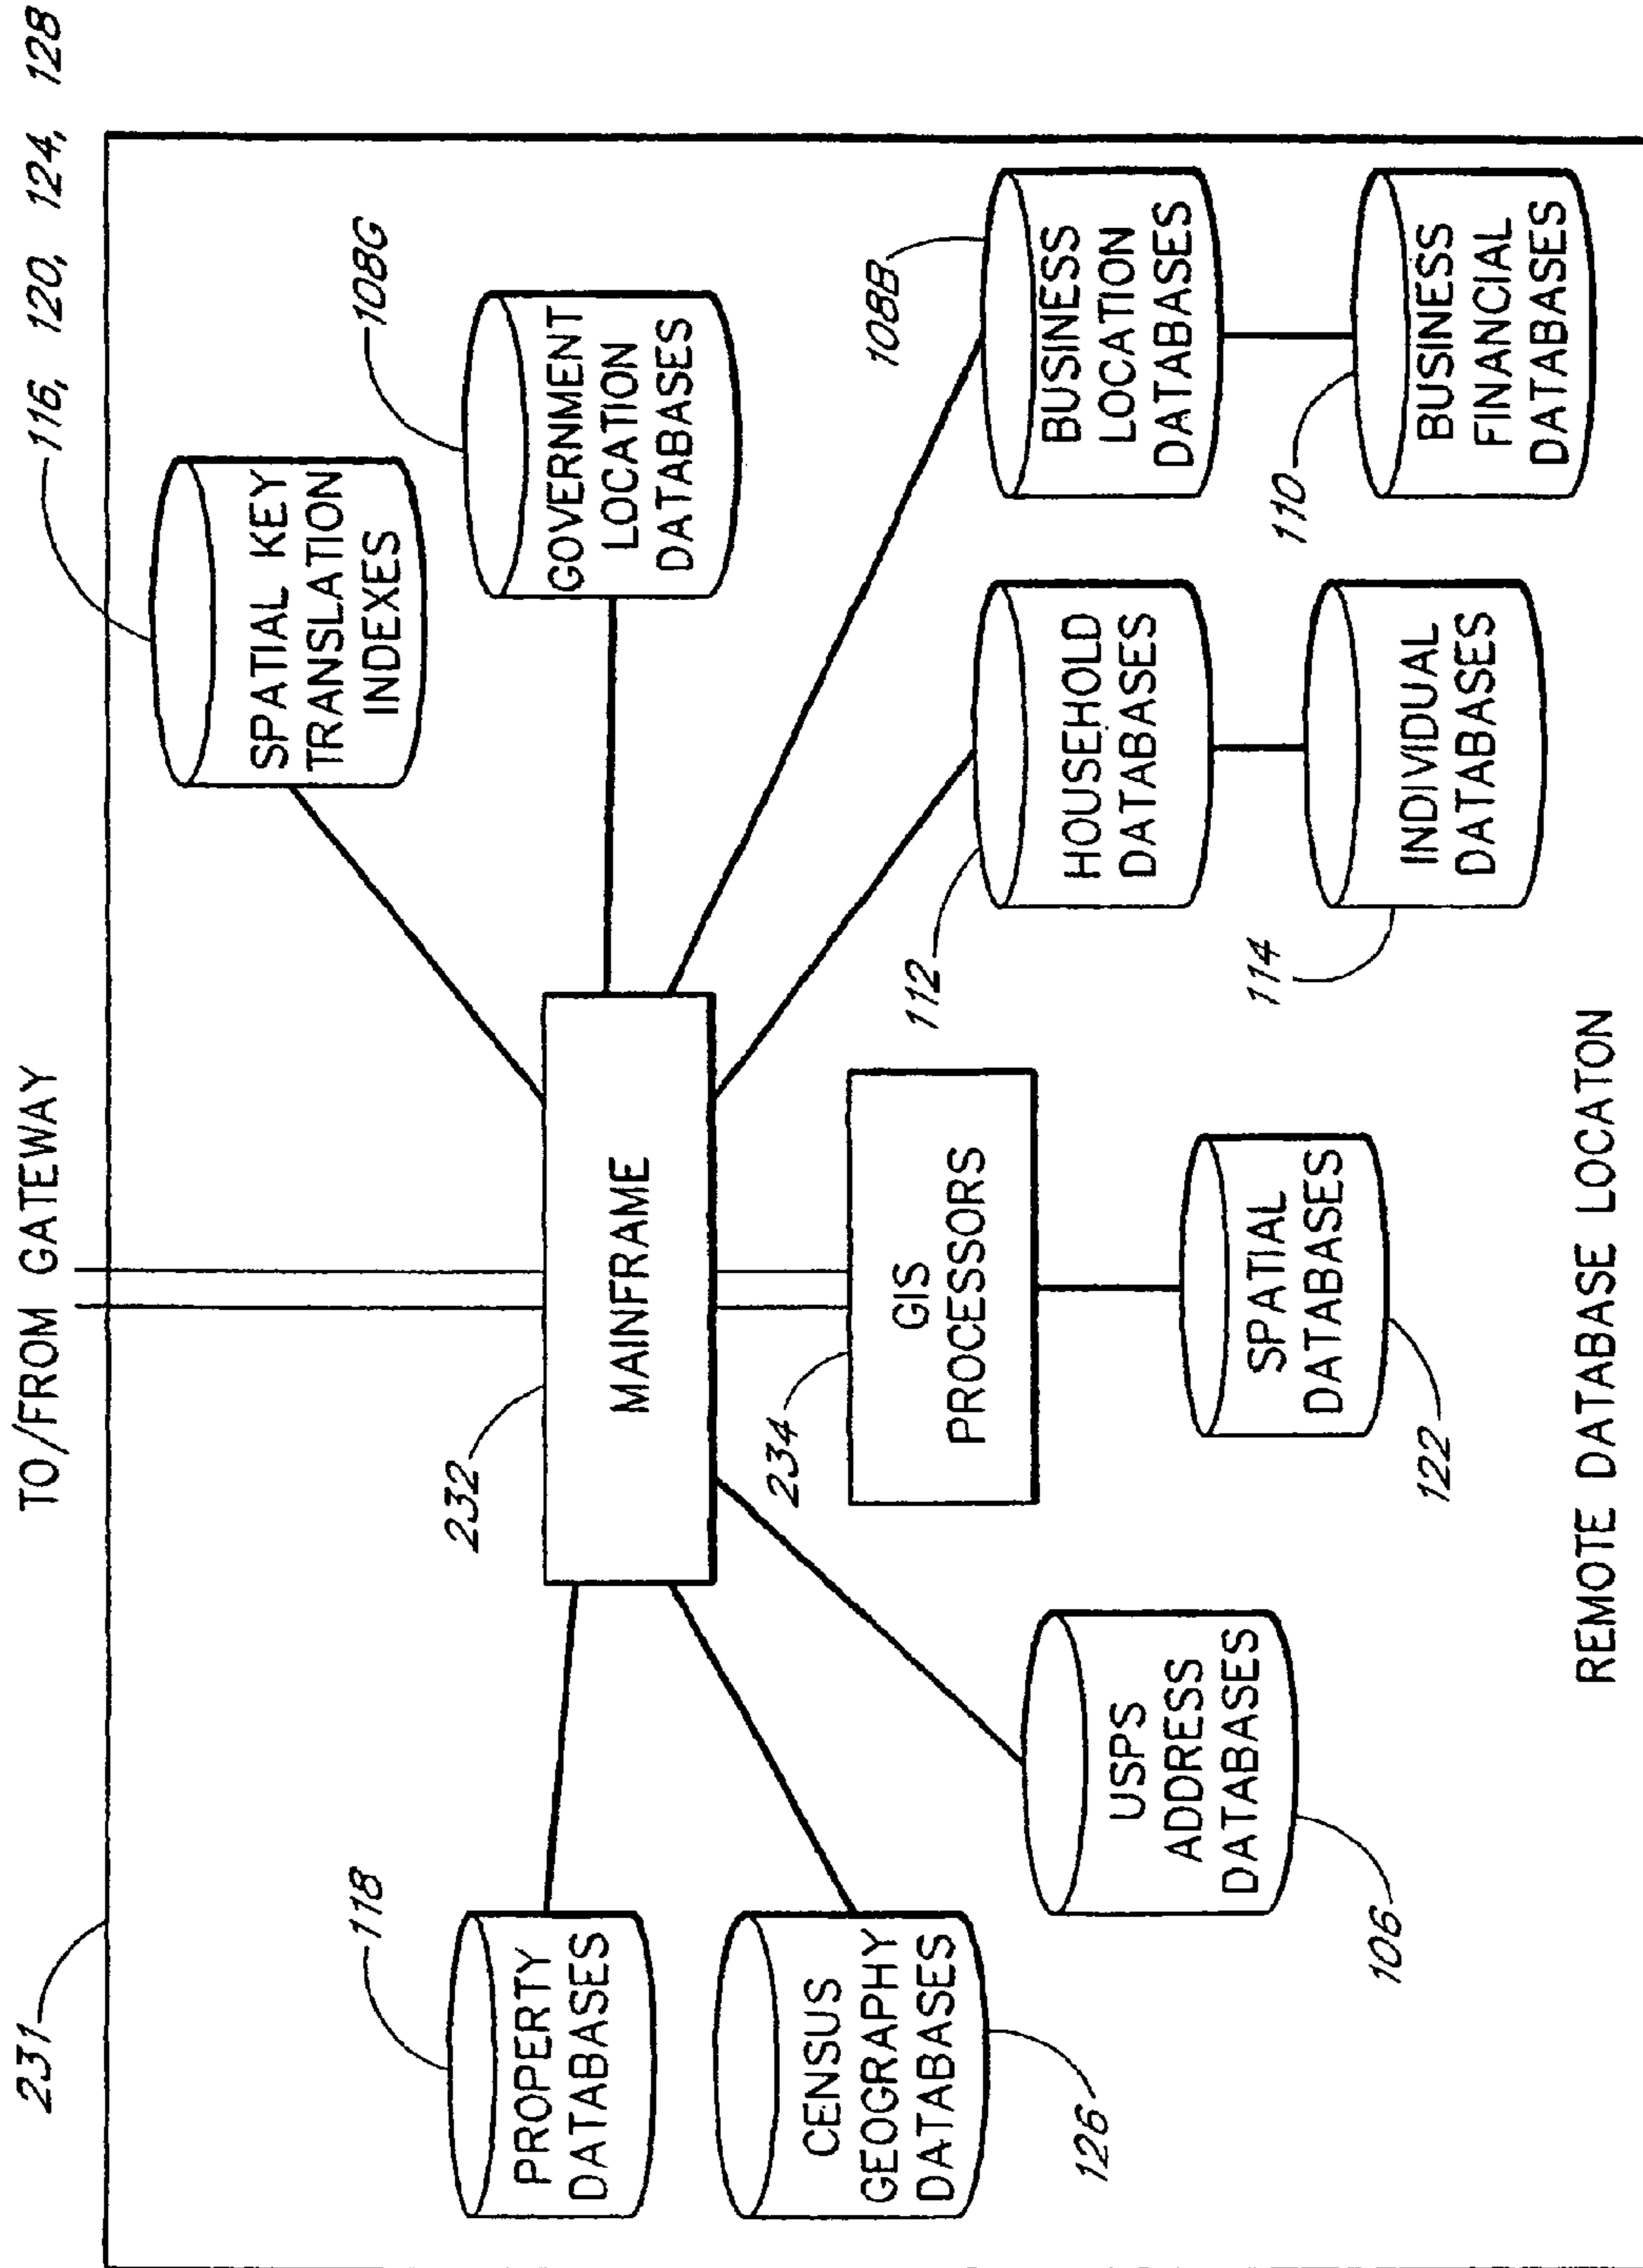 TO/FROM GATEWAY
231
116, 120, 124, 128
SPATIAL KEY
TRANSLATION
INDEXES
118
PROPERTY
DATABASES
232
MAINFRAME
108G
GOVERNMENT
LOCATION
DATABASES
CENSUS
GEOGRAPHY
DATABASES
126
234
GIS
PROCESSORS
108B
BUSINESS
LOCATION
DATABASES
112
HOUSEHOLD
DATABASES
USPS
ADDRESS
DATABASES
106
SPATIAL
DATABASES
122
114
INDIVIDUAL
DATABASES
110
BUSINESS
FINANCIAL
DATABASES
REMOTE DATABASE LOCATON